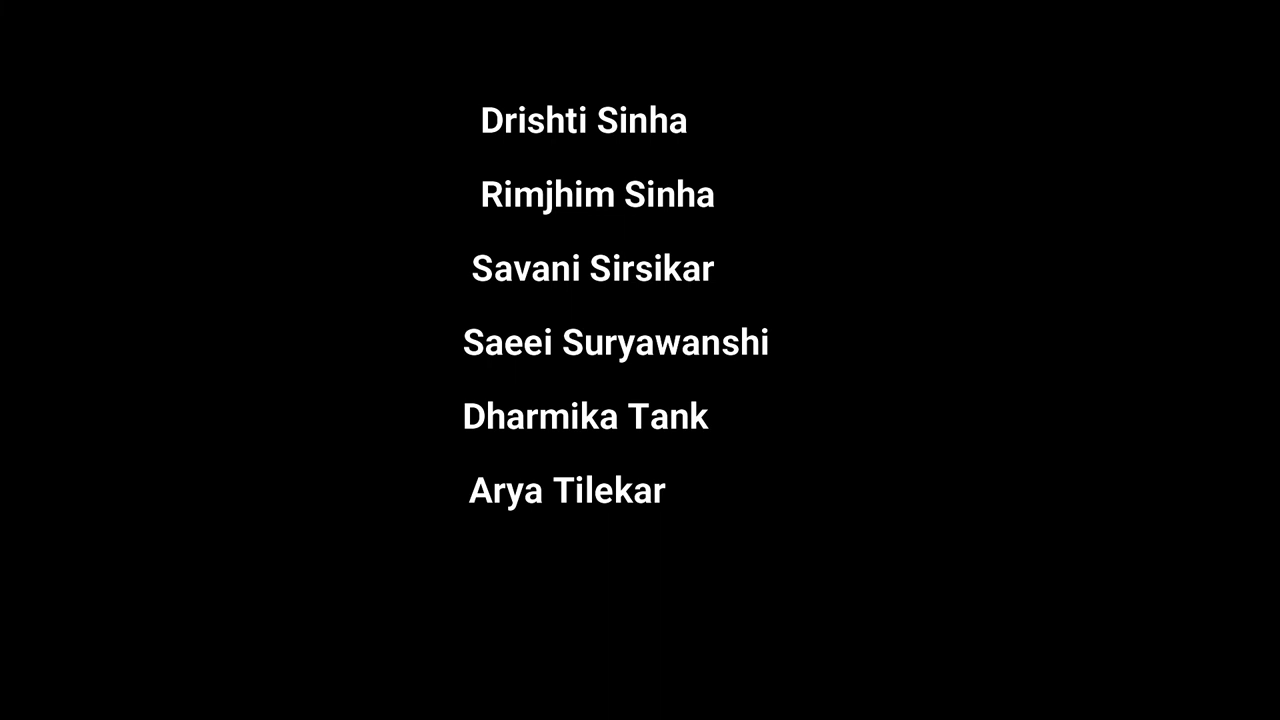 Drishti Sinha
Rimjhim Sinha
Savani Sirsikar
Saeei Suryawanshi
Dharmika Tank
Arya Tilekar